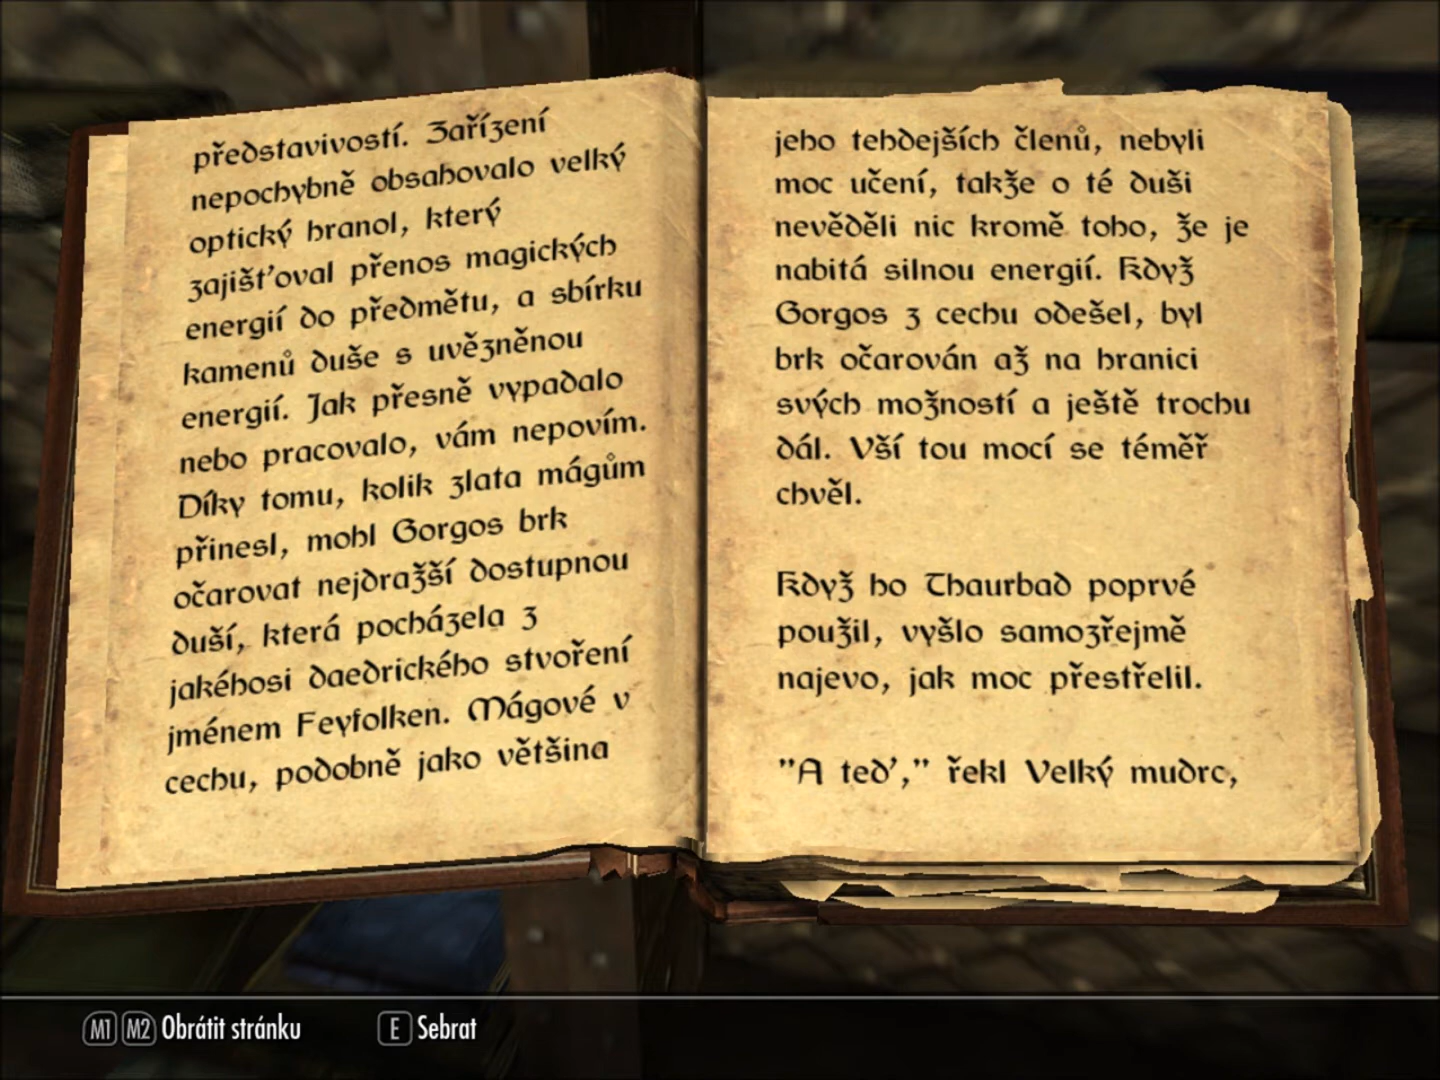 představivostí. Zařízení
nepochybně obsahovalo velký
optický hranol, který
zajišťoval přenos magických
energií do předmětu, a sbírku
kamenů duše s uvězněnou
energií. Jak přesně vypadalo
nebo pracovalo, vám nepovím.
Díky tomu, kolik zlata mágům
přinesl, mohl Gorgos brk
očarovat nejdražší dostupnou
duší, která pocházela z
jakéhosi daedrického stvoření
jménem Feyfolken. Mágové v
cechu, podobně jako většina
jeho tehdejších členů, nebyli
moc učení, takže o té duši
nevěděli nic kromě toho, že je
nabitá silnou energií. Když
Gorgos z cechu odešel, byl
brk očarován až na hranici
svých možností a ještě trochu
dál. Vší tou mocí se téměř
chvěl.
Když ho Thaurbad poprvé
použil, vyšlo samozřejmě
najevo, jak moc přestřelil.
"A teď," řekl Velký mudrc,
M1 M2 Obrátit stránku E Sebrat